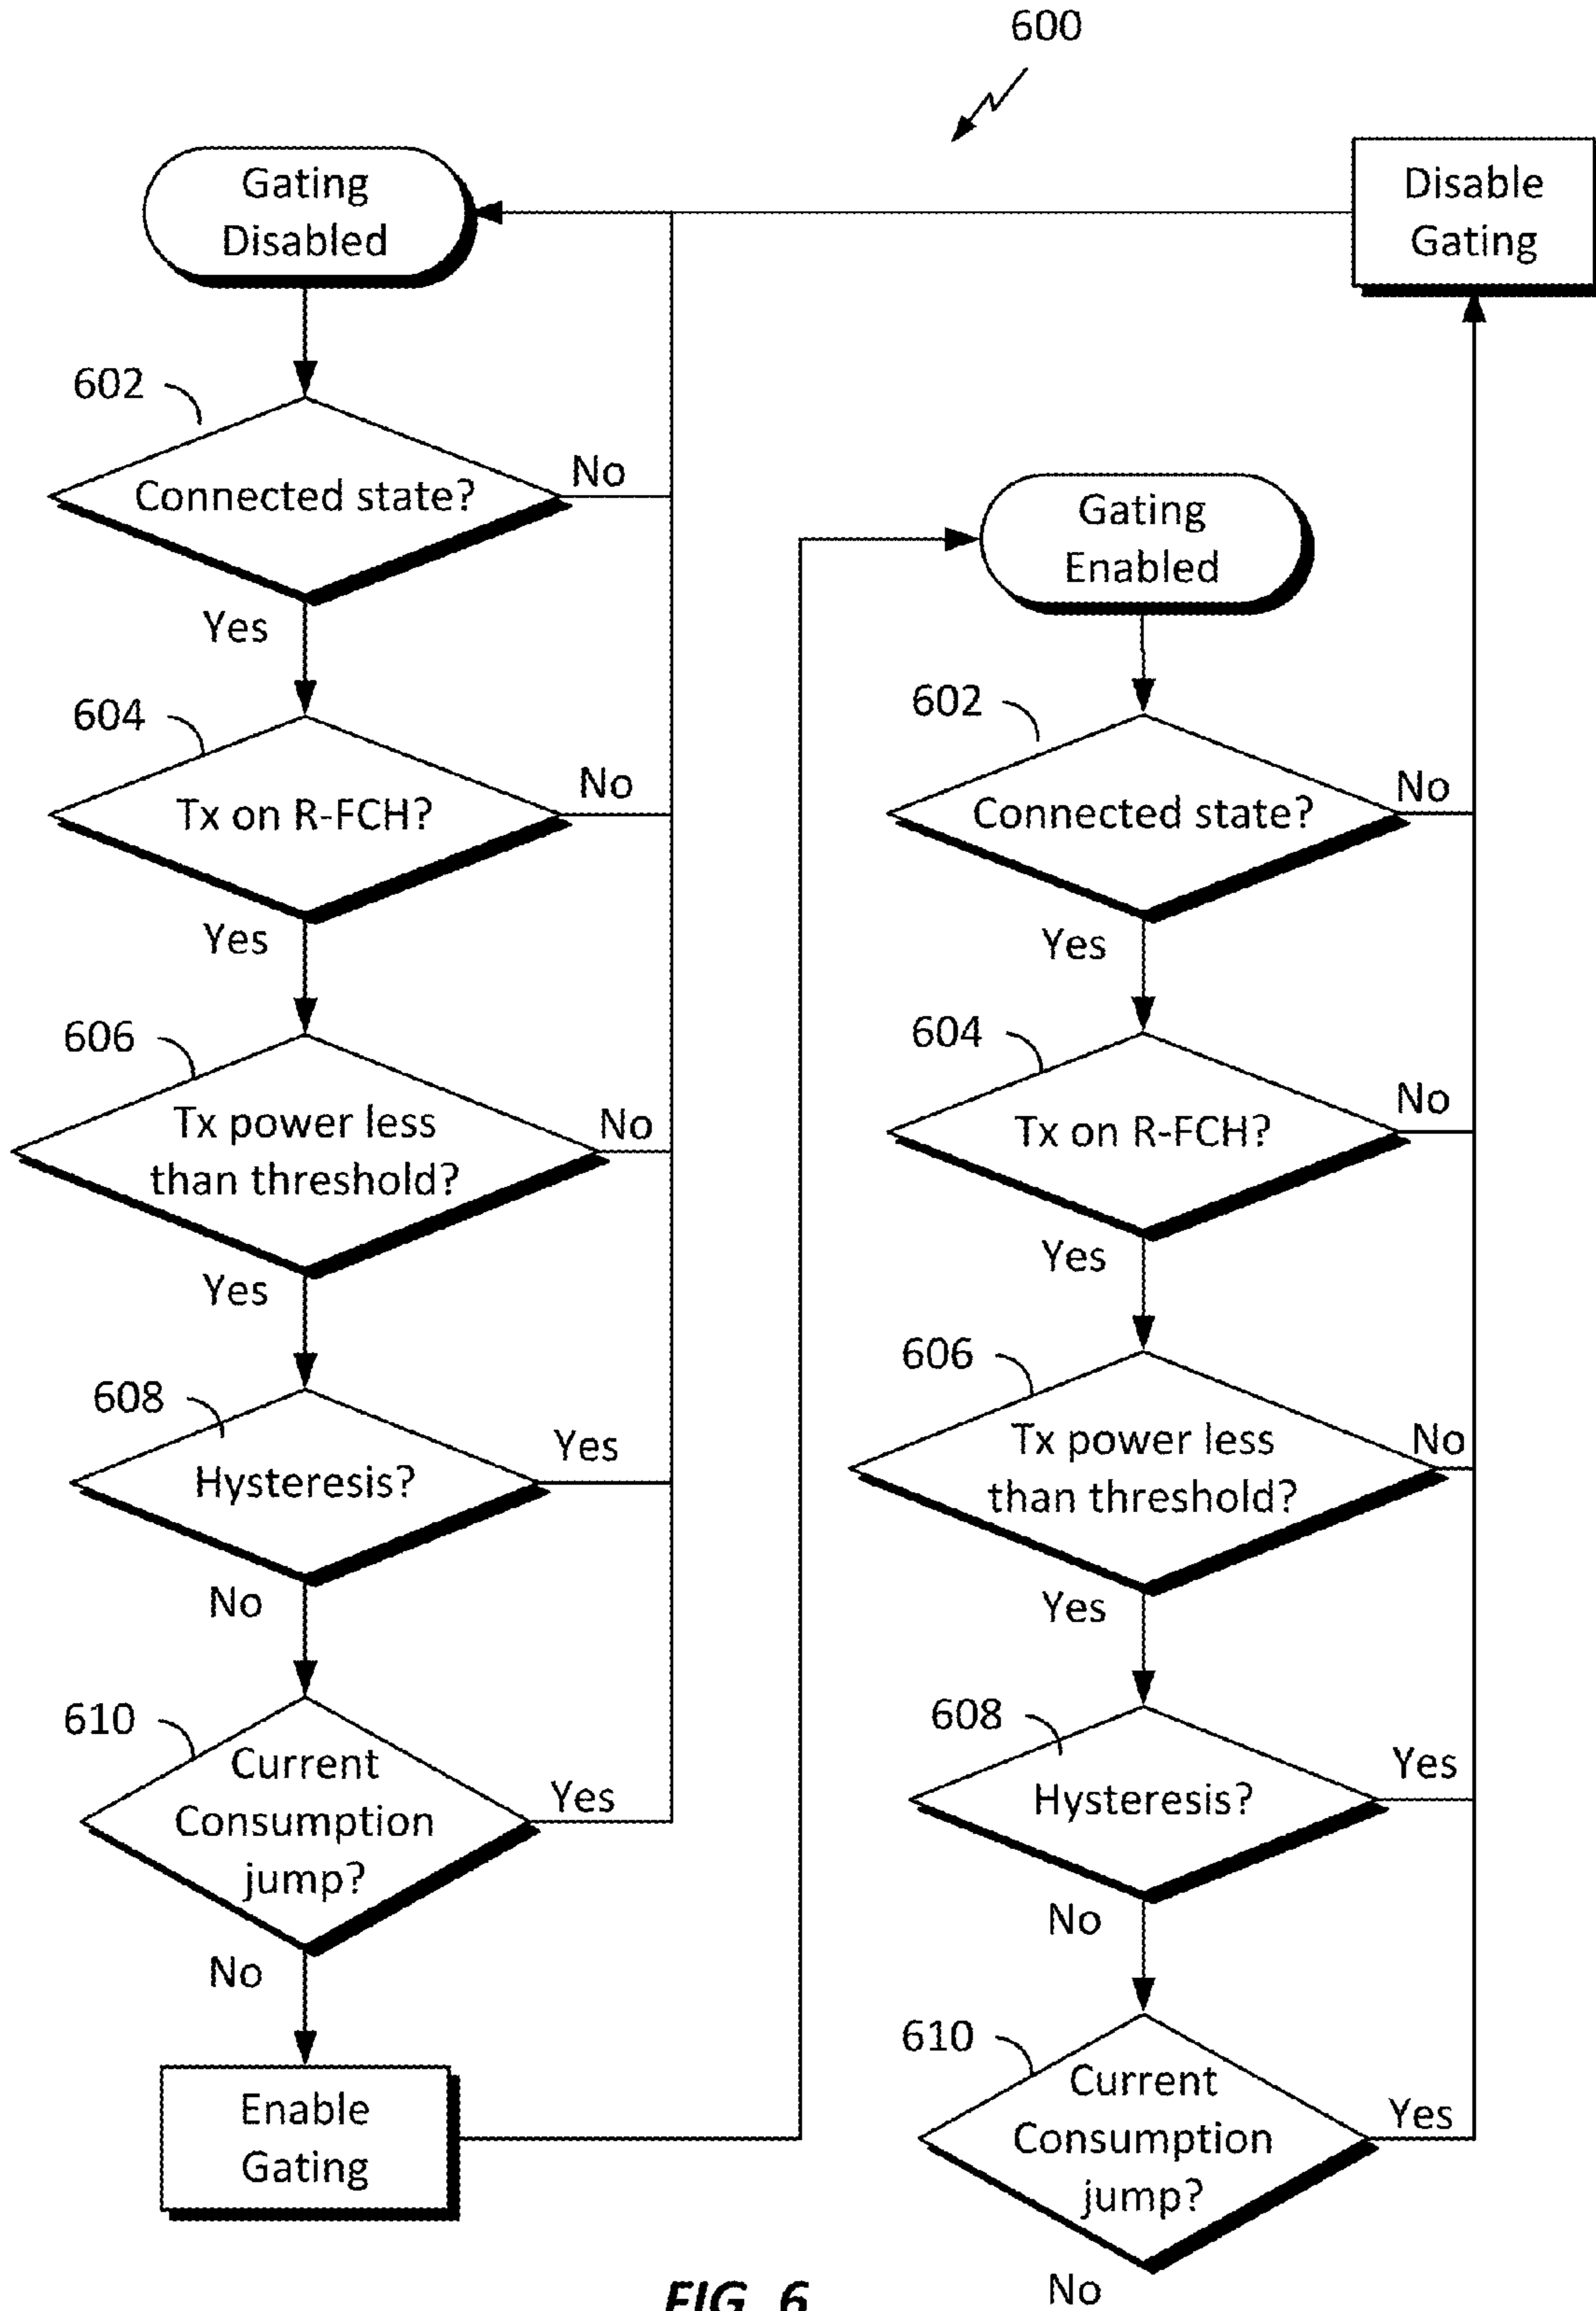 600
Gating
Disabled
Disable
Gating
602
Connected state?
No
Yes
604
Tx on R-FCH?
No
Yes
606
Tx power less
than threshold?
No
Yes
608
Hysteresis?
Yes
No
610
Current
Consumption
jump?
Yes
No
Enable
Gating
Gating
Enabled
602
Connected state?
No
Yes
604
Tx on R-FCH?
No
Yes
606
Tx power less
than threshold?
No
Yes
608
Hysteresis?
Yes
No
610
Current
Consumption
jump?
Yes
No
FIG. 6